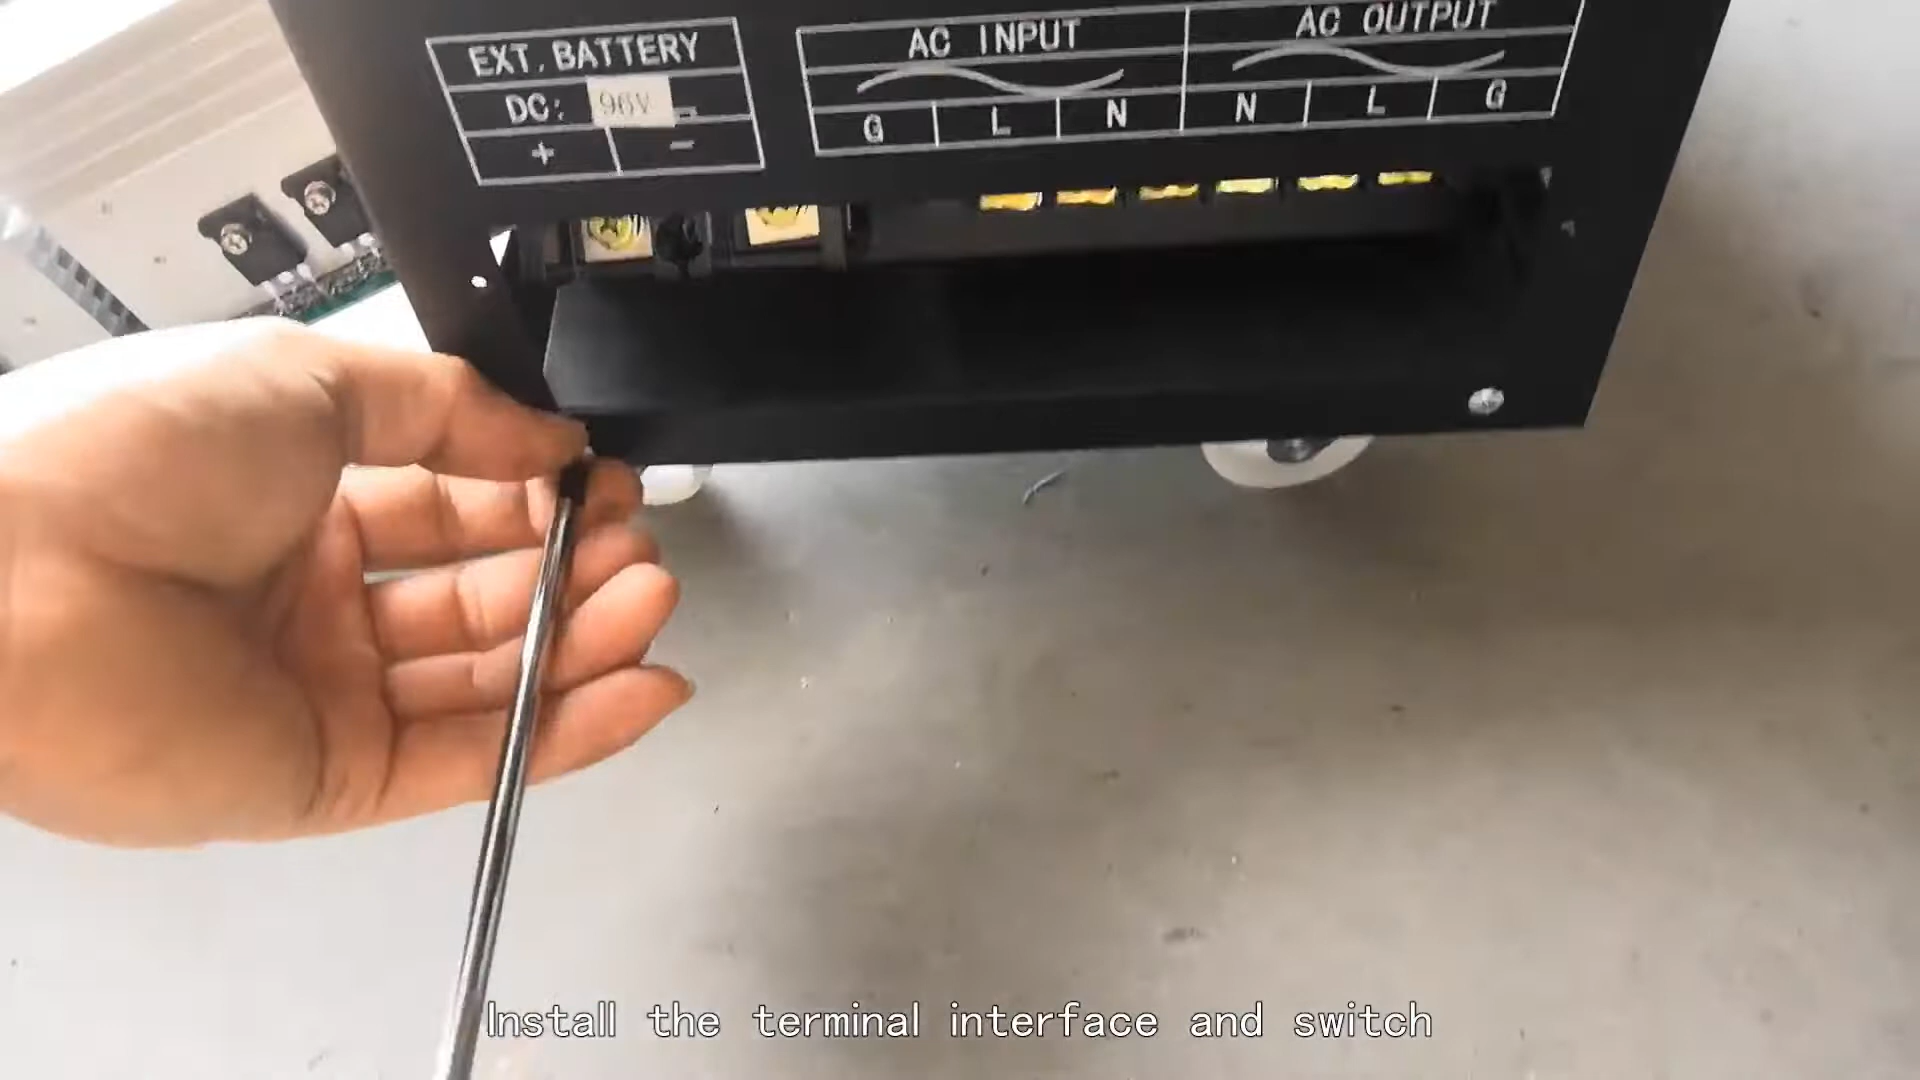 EXT.BATTERY
DC: 96V
+ −
AC INPUT
G L N
AC OUTPUT
N L G
Install the terminal interface and switch